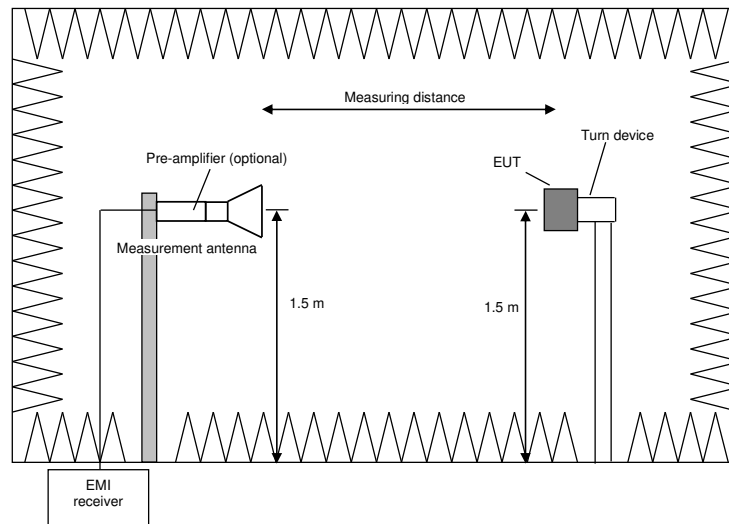 Measuring distance
Turn device
EUT
Pre-amplifier (optional)
Measurement antenna
1.5 m
1.5 m
EMI
receiver